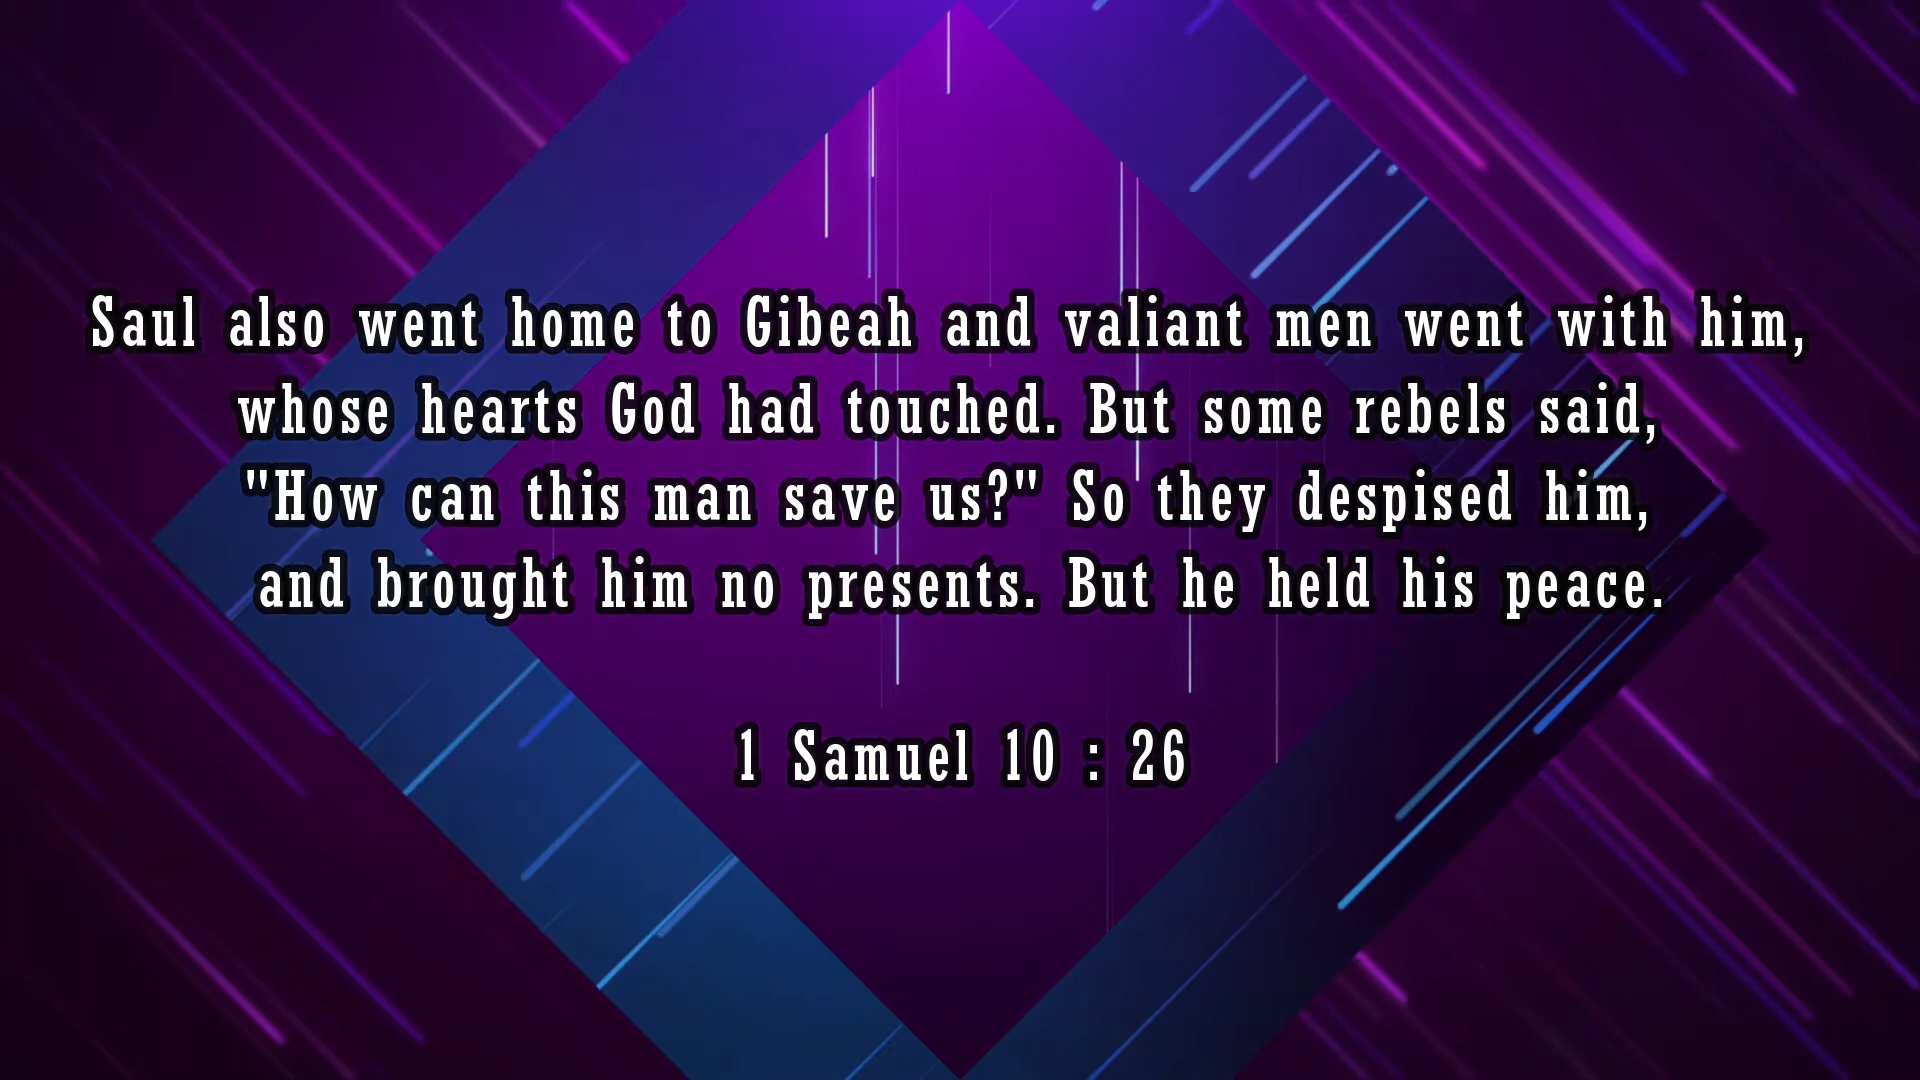 Saul also went home to Gibeah and valiant men went with him,
whose hearts God had touched. But some rebels said,
"How can this man save us?" So they despised him,
and brought him no presents. But he held his peace.
1 Samuel 10 : 26